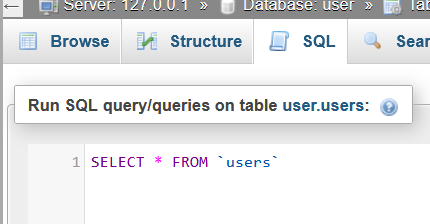 Server: 127.0.0.1 » Database: user » Tab
Browse Structure SQL Sear
Run SQL query/queries on table user.users:
1 SELECT * FROM `users`